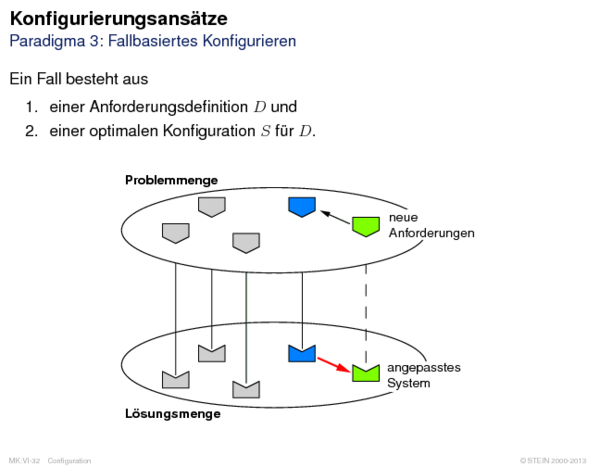 Konfigurierungsansätze
Paradigma 3: Fallbasiertes Konfigurieren
Ein Fall besteht aus
1. einer Anforderungsdefinition D und
2. einer optimalen Konfiguration S für D.
Problemmenge
neue
Anforderungen
angepasstes
System
Lösungsmenge
MK:VI-32 Configuration
© STEIN 2000-2013